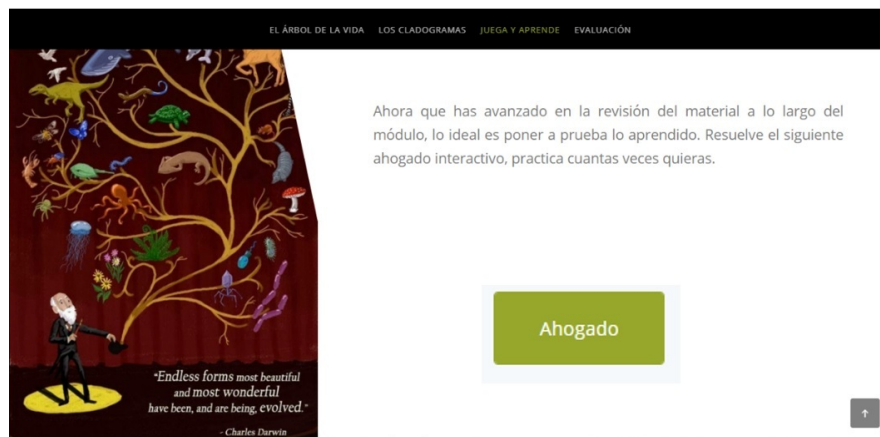 EL ÁRBOL DE LA VIDA LOS CLADOGRAMAS JUEGA Y APRENDE EVALUACIÓN
Ahora que has avanzado en la revisión del material a lo largo del
módulo, lo ideal es poner a prueba lo aprendido. Resuelve el siguiente
ahogado interactivo, practica cuantas veces quieras.
Ahogado
"Endless forms most beautiful
and most wonderful
have been, and are being, evolved."
- Charles Darwin